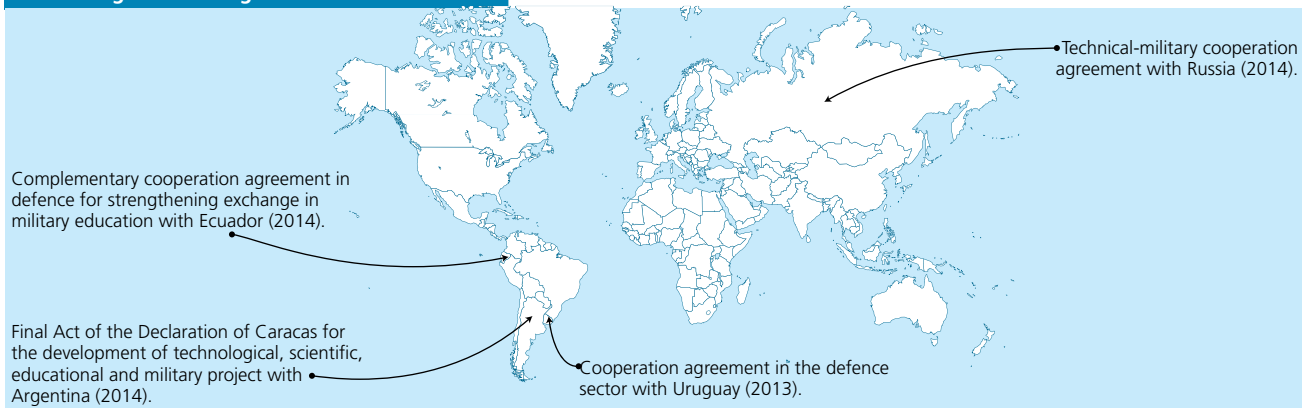 Technical-military cooperation
agreement with Russia (2014).
Complementary cooperation agreement in
defence for strengthening exchange in
military education with Ecuador (2014).
Final Act of the Declaration of Caracas for
the development of technological, scientific,
educational and military project with
Argentina (2014).
Cooperation agreement in the defence
sector with Uruguay (2013).